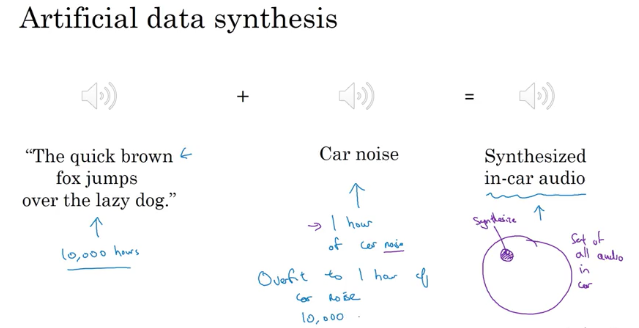 Artificial data synthesis
+
=
“The quick brown
fox jumps
over the lazy dog.”
10,000 hours
Car noise
1 hour
of car noise
Overfit to 1 hour of
car noise
10,000
Synthesized
in-car audio
Synthesize
Set of
all audio
in
car